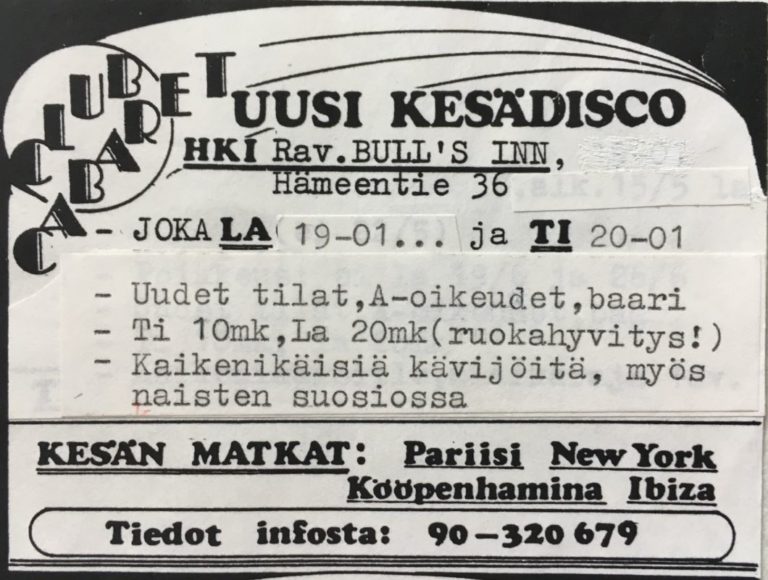 CLUB
CABARET
UUSI KESÄDISCO
HKI Rav.BULL'S INN,
Hämeentie 36
- JOKA LA(19-01... ja TI 20-01
- Uudet tilat,A-oikeudet,baari
- Ti 10mk,La 20mk(ruokahyvitys!)
- Kaikenikäisiä kävijöitä, myös
naisten suosiossa
KESÄN MATKAT: Pariisi New York
Kööpenhamina Ibiza
Tiedot infosta: 90-320 679